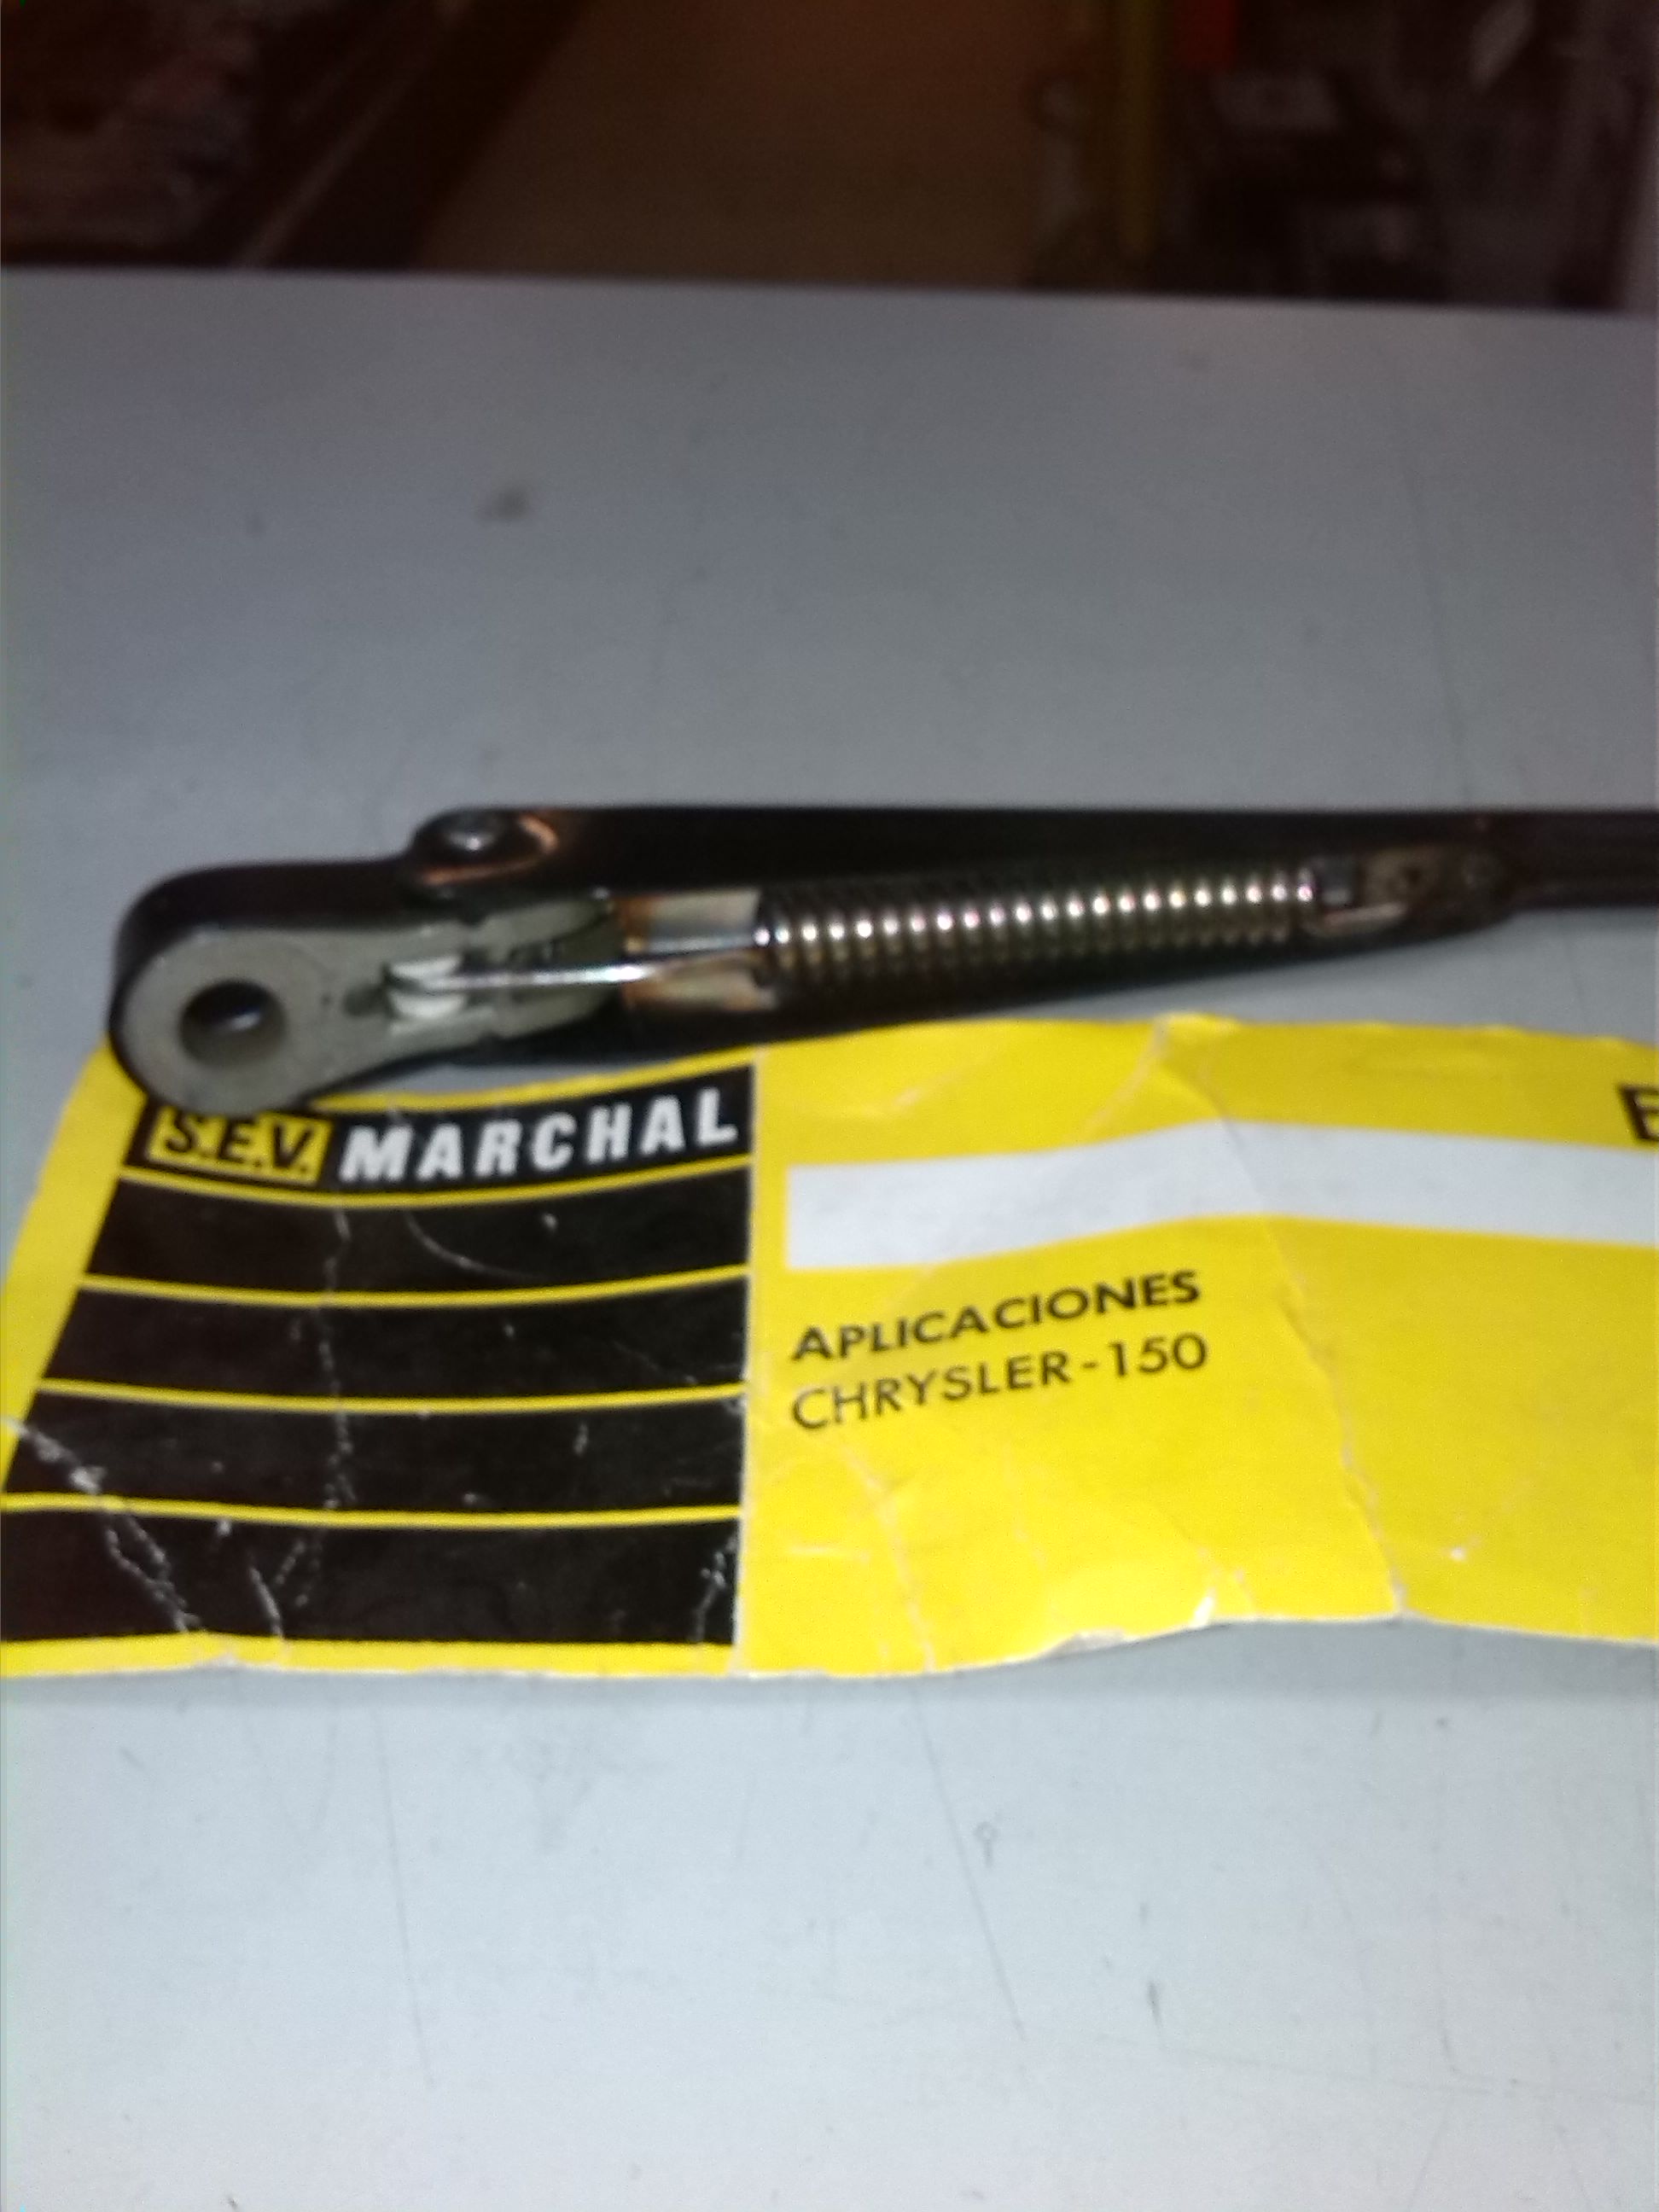 S.E.V. MARCHAL
APLICACIONES
CHRYSLER-150